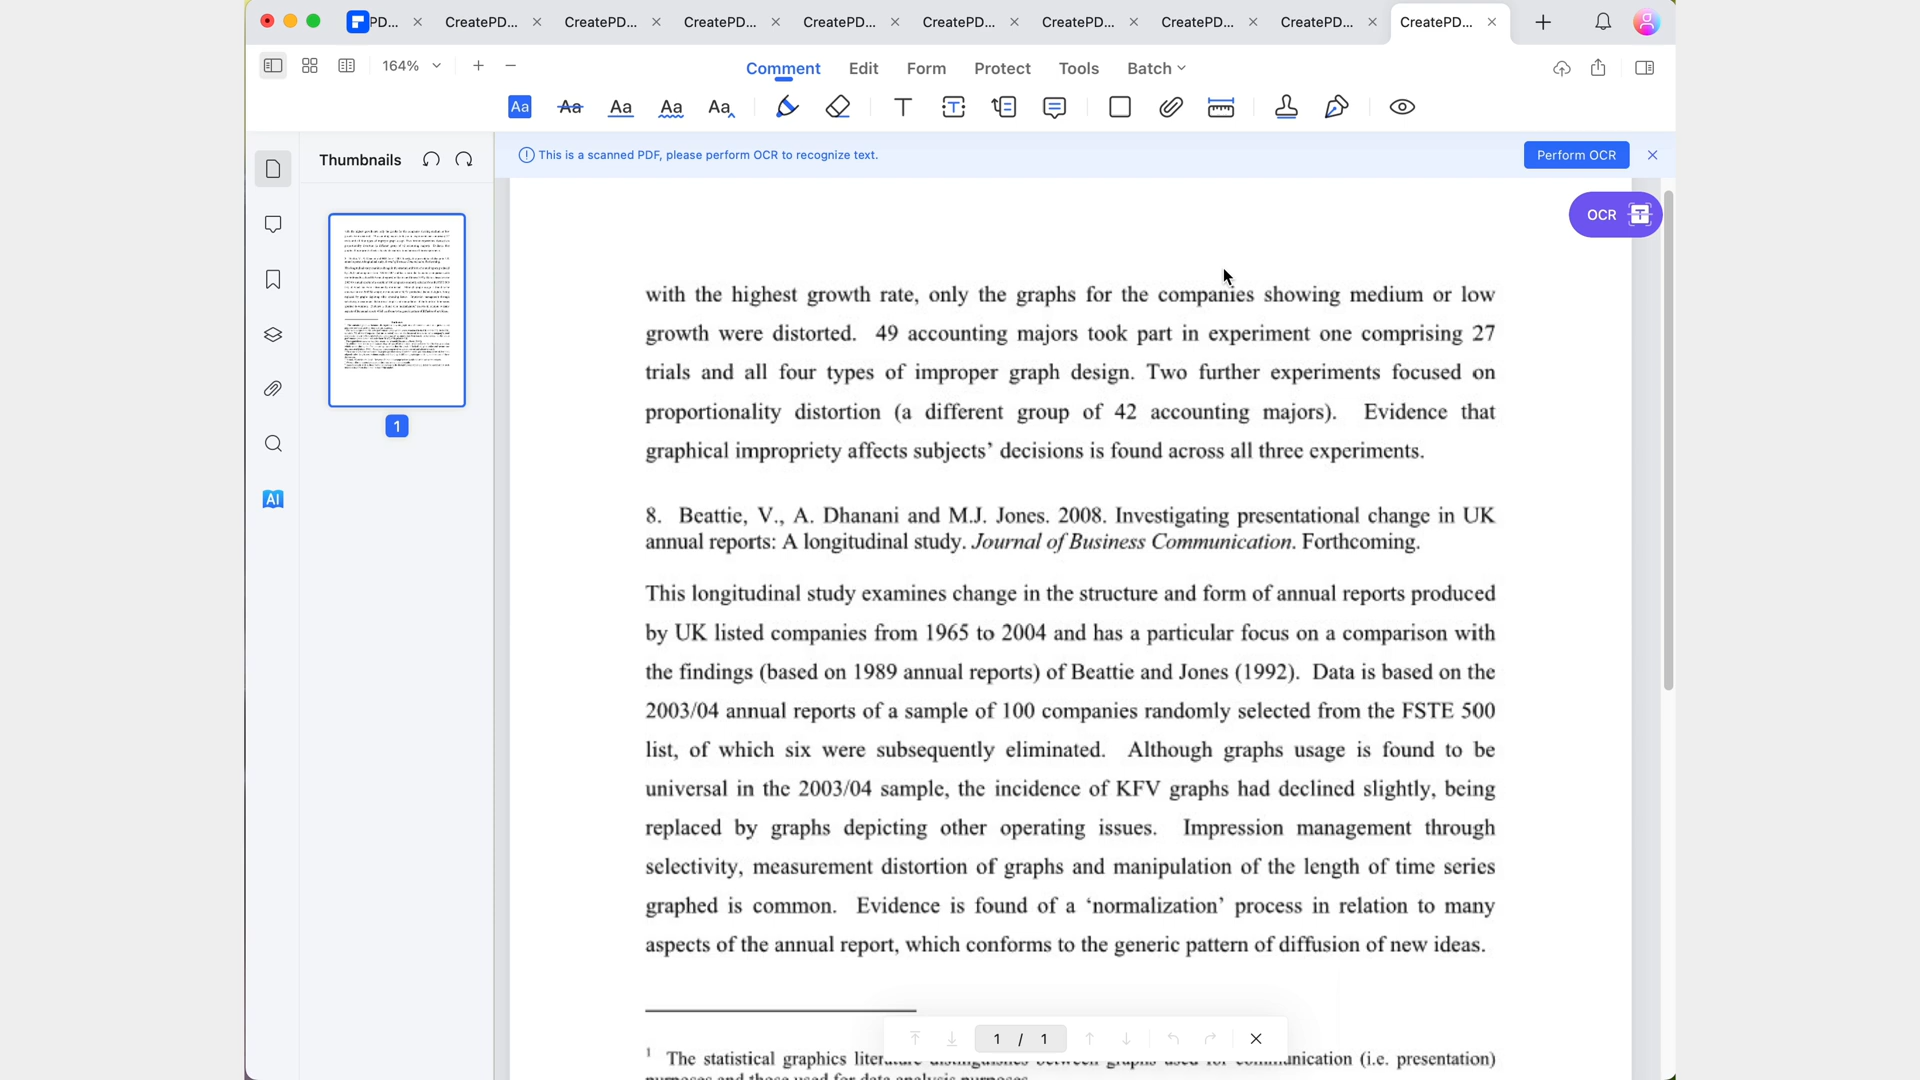 PD... CreatePD... CreatePD... CreatePD... CreatePD... CreatePD... CreatePD... CreatePD... CreatePD... CreatePD...
164%
Comment Edit Form Protect Tools Batch
Aa Aa Aa Aa Aa T T
Thumbnails
This is a scanned PDF, please perform OCR to recognize text.
Perform OCR
OCR T
1
AI
with the highest growth rate, only the graphs for the companies showing medium or low
growth were distorted. 49 accounting majors took part in experiment one comprising 27
trials and all four types of improper graph design. Two further experiments focused on
proportionality distortion (a different group of 42 accounting majors). Evidence that
graphical impropriety affects subjects’ decisions is found across all three experiments.
8. Beattie, V., A. Dhanani and M.J. Jones. 2008. Investigating presentational change in UK
annual reports: A longitudinal study. Journal of Business Communication. Forthcoming.
This longitudinal study examines change in the structure and form of annual reports produced
by UK listed companies from 1965 to 2004 and has a particular focus on a comparison with
the findings (based on 1989 annual reports) of Beattie and Jones (1992). Data is based on the
2003/04 annual reports of a sample of 100 companies randomly selected from the FSTE 500
list, of which six were subsequently eliminated. Although graphs usage is found to be
universal in the 2003/04 sample, the incidence of KFV graphs had declined slightly, being
replaced by graphs depicting other operating issues. Impression management through
selectivity, measurement distortion of graphs and manipulation of the length of time series
graphed is common. Evidence is found of a ‘normalization’ process in relation to many
aspects of the annual report, which conforms to the generic pattern of diffusion of new ideas.
1 / 1
1 The statistical graphics (i.e. presentation)